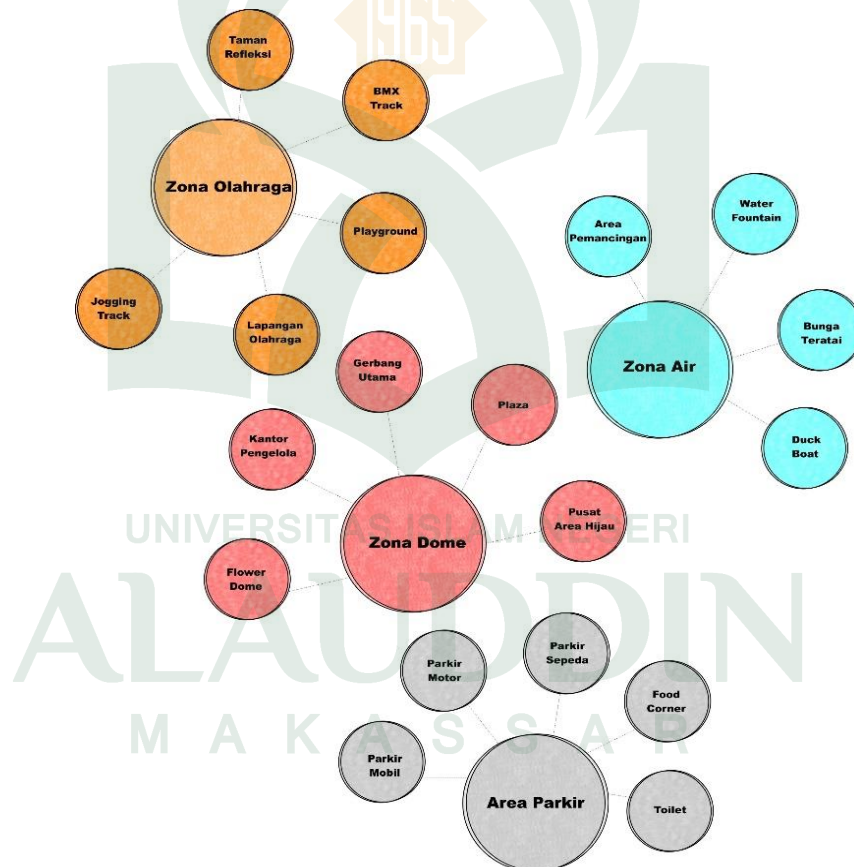 1965
Taman
Refleksi
BMX
Track
Zona Olahraga
Playground
Jogging
Track
Lapangan
Olahraga
Water
Fountain
Area
Pemancingan
Bunga
Teratai
Zona Air
Duck
Boat
Gerbang
Utama
Plaza
Kantor
Pengelola
Pusat
Area Hijau
Zona Dome
Flower
Dome
UNIVERSITAS ISLAM NEGERI
ALAUDDIN
MAKASSAR
Parkir
Motor
Parkir
Sepeda
Food
Corner
Parkir
Mobil
Area Parkir
Toilet